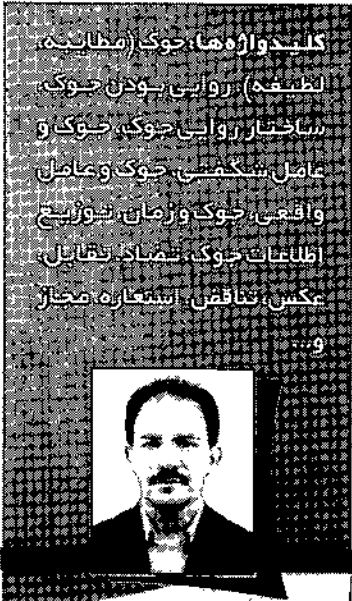 کلیدواژه‌ها: جوک (مطایبه،
لطیفه)، روایی بودن جوک،
ساختار روایی جوک، جوک و
عامل شگفتی، جوک و عامل
واقعی، جوک و زمان، توزیع
اطلاعات جوک، تضاد، تقابل،
عکس، تناقض، استعاره، مجاز
و...